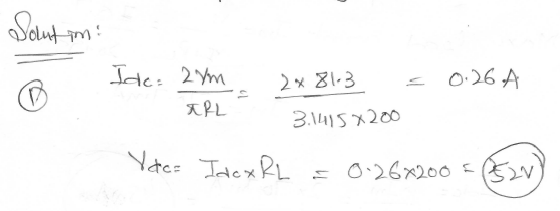 Solution:
① Idc = 2Vm / πRL = 2 x 81.3 / 3.1415 x 200 = 0.26 A
Vdc = Idc x RL = 0.26 x 200 = 52V